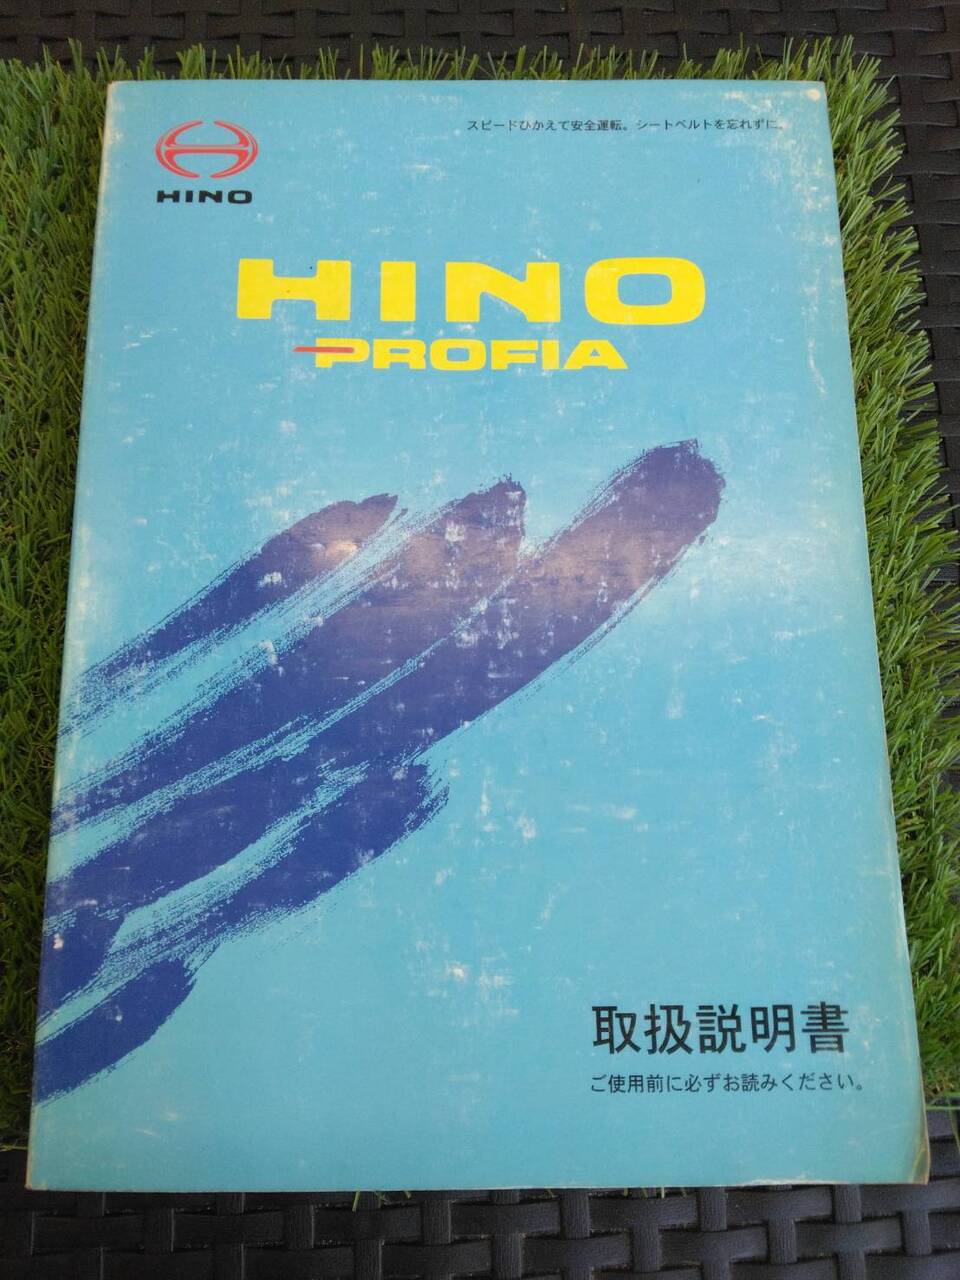 スピードひかえて安全運転。シートベルトを忘れずに。
HINO
HINO
PROFIA
取扱説明書
ご使用前に必ずお読みください。